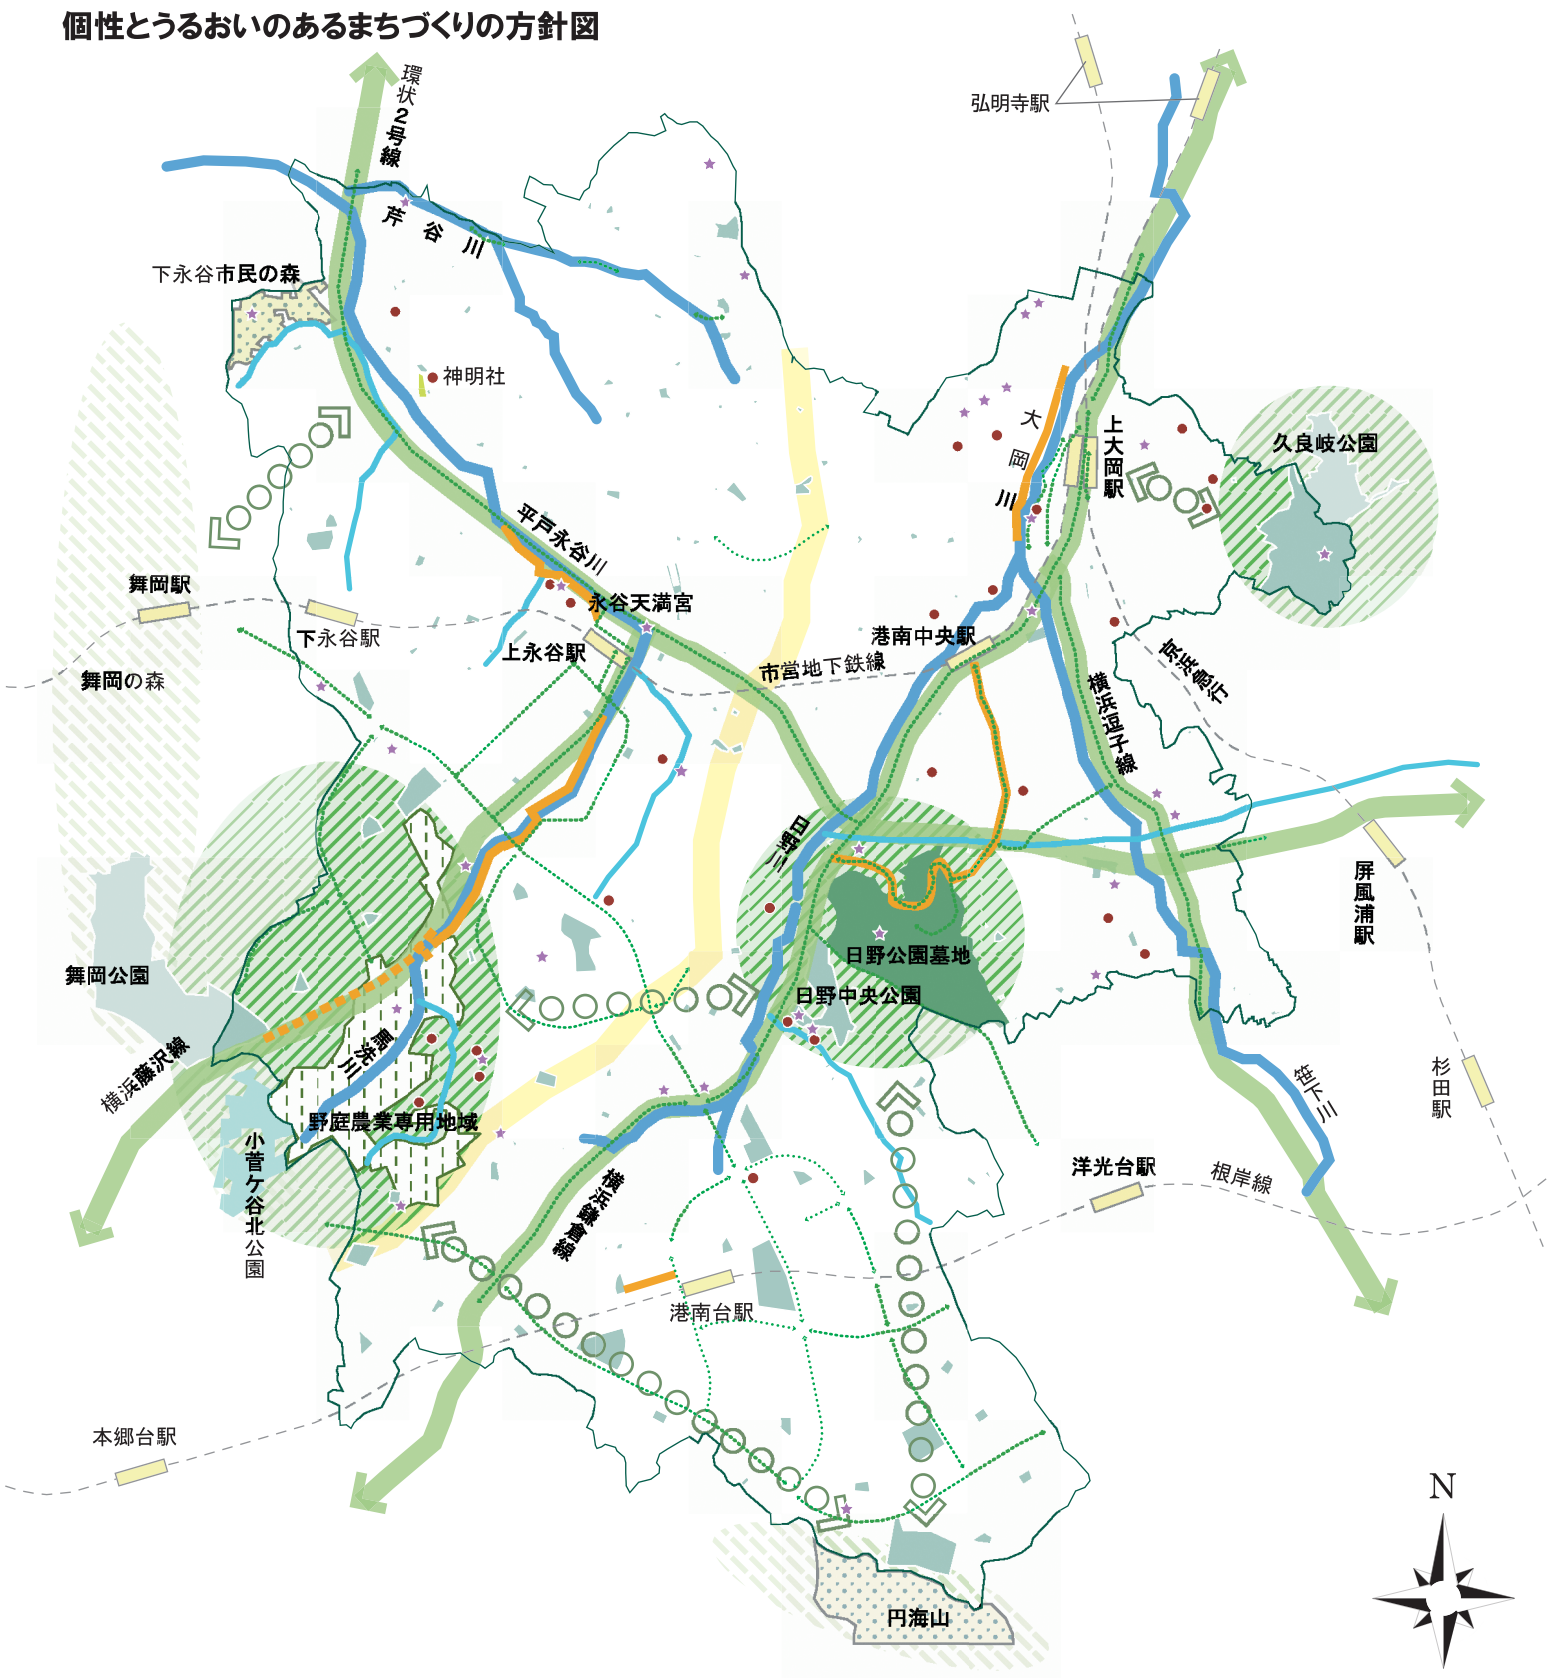 個性とうるおいのあるまちづくりの方針図
環状2号線
弘明寺駅
芹谷川
下永谷市民の森
神明社
大岡川
上大岡駅
久良岐公園
平戸永谷川
舞岡駅
下永谷駅
永谷天満宮
上永谷駅
港南中央駅
市営地下鉄線
京浜急行
舞岡の森
横浜逗子線
日野川
屏風浦駅
日野公園墓地
舞岡公園
日野中央公園
馬洗川
横浜藤沢線
杉田駅
笹下川
野庭農業専用地域
小菅ケ谷北公園
洋光台駅
根岸線
横浜鎌倉線
港南台駅
本郷台駅
N
円海山